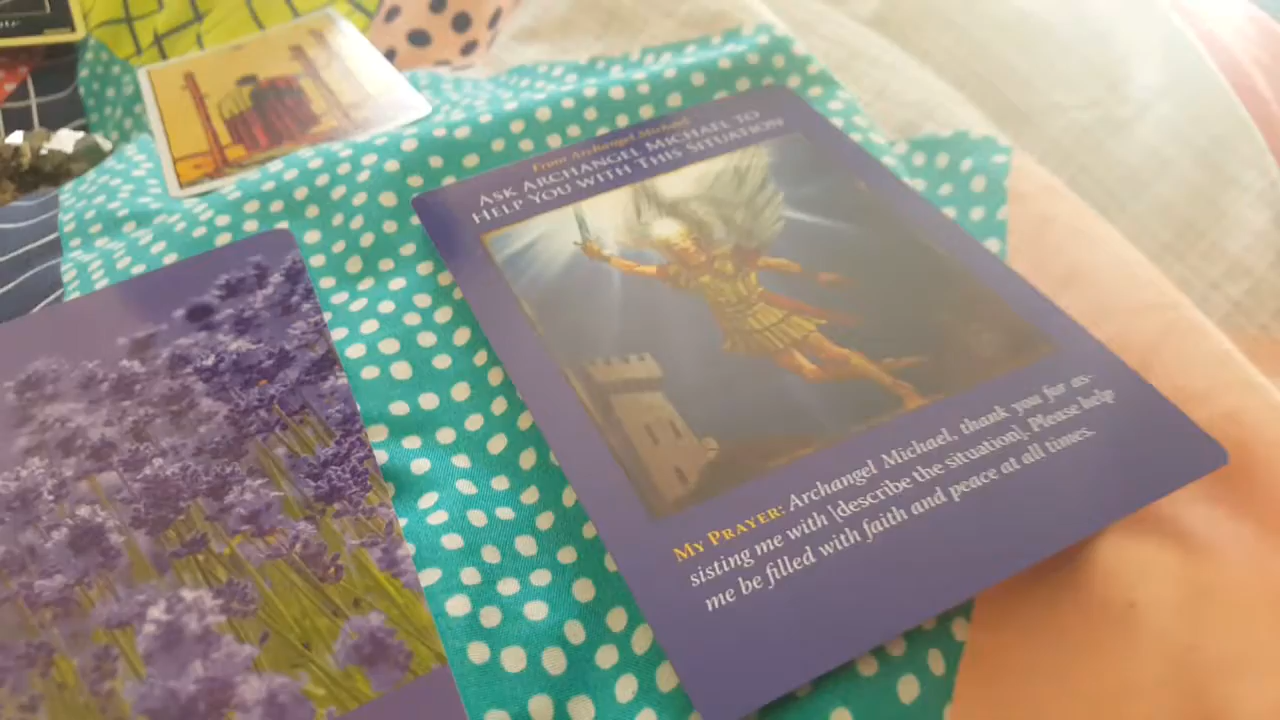 From Archangel Michael
ASK ARCHANGEL MICHAEL TO
HELP YOU WITH THIS SITUATION
MY PRAYER: Archangel Michael, thank you for as-
sisting me with [describe the situation]. Please help
me be filled with faith and peace at all times.